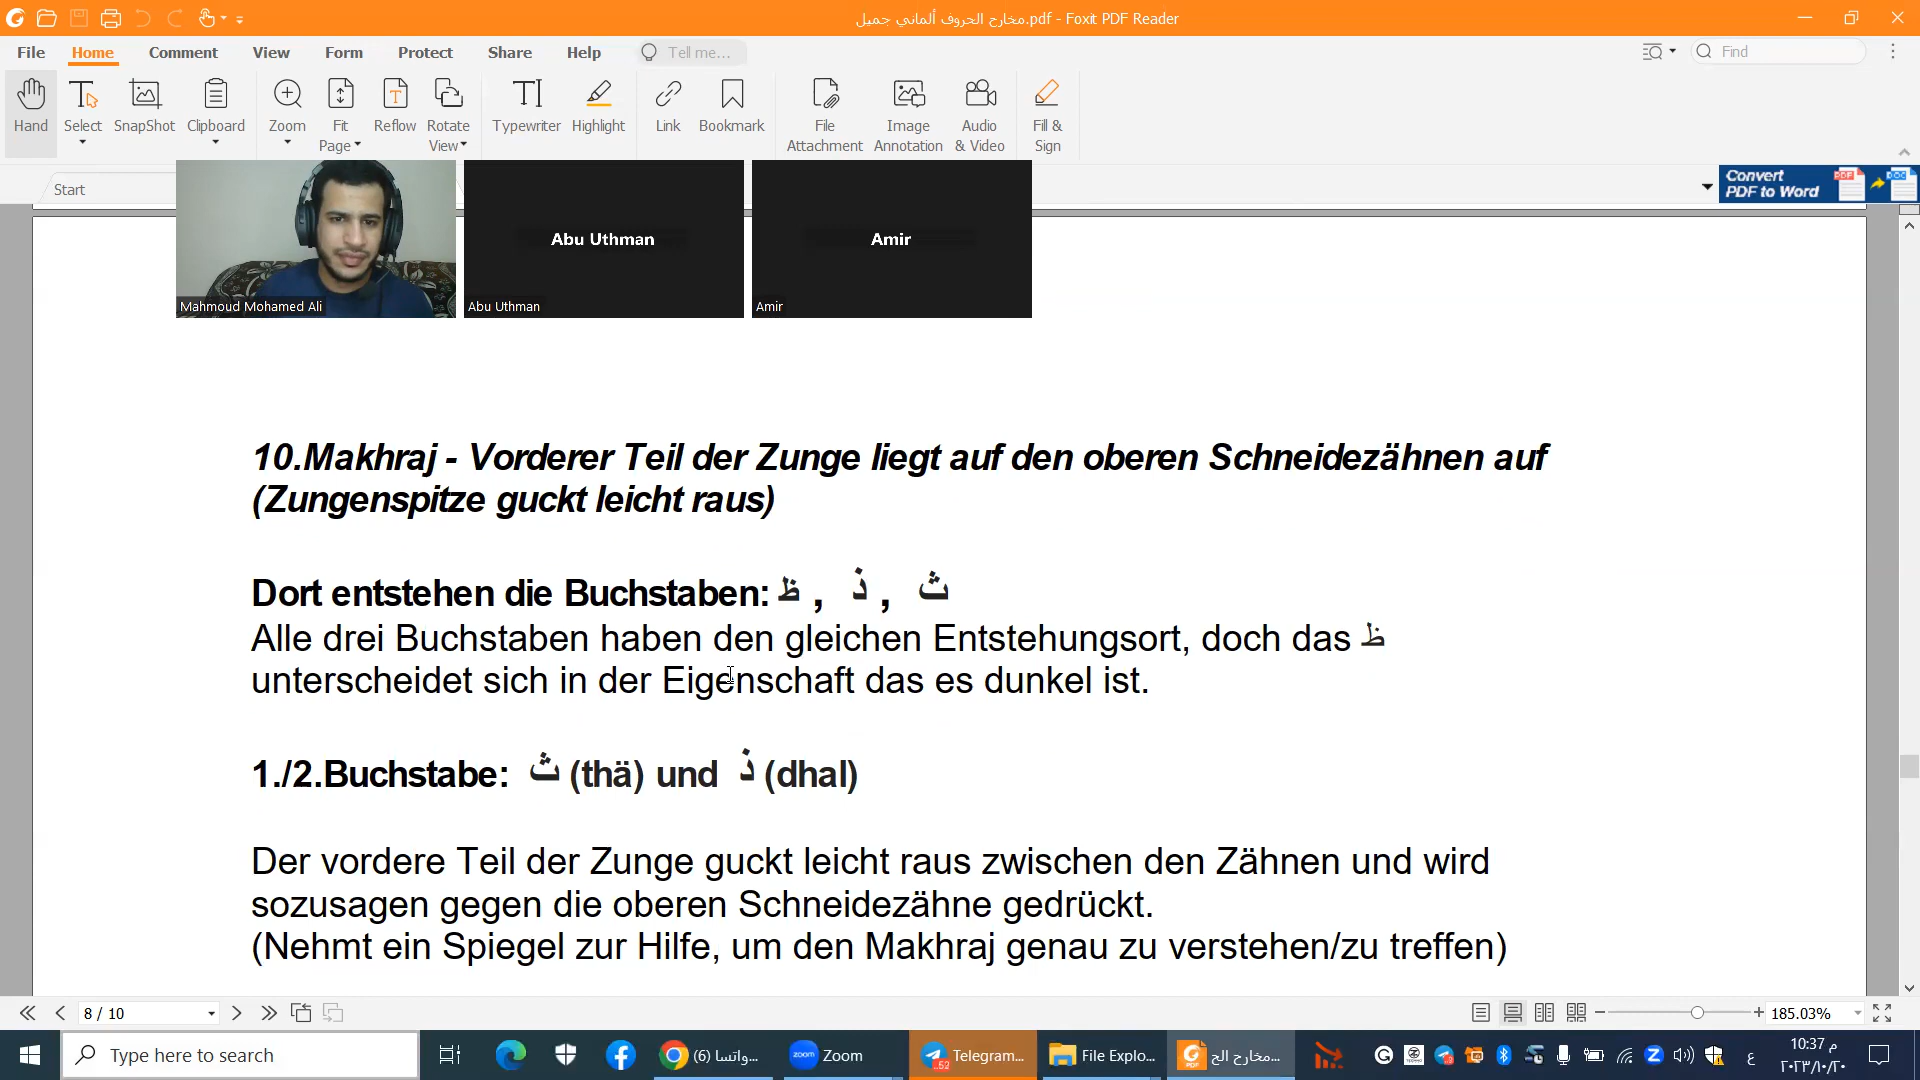 مخارج الحروف ألماني جميل.pdf - Foxit PDF Reader
File Home Comment View Form Protect Share Help Tell me... Find
Hand Select SnapShot Clipboard Zoom Fit Page Reflow Rotate View Typewriter Highlight Link Bookmark File Attachment Image Annotation Audio & Video Fill & Sign
Start
Convert
PDF to Word
Abu Uthman
Amir
Mahmoud Mohamed Ali
Abu Uthman
Amir
10.Makhraj - Vorderer Teil der Zunge liegt auf den oberen Schneidezähnen auf
(Zungenspitze guckt leicht raus)
Dort entstehen die Buchstaben: ظ , ذ , ث
Alle drei Buchstaben haben den gleichen Entstehungsort, doch das ظ
unterscheidet sich in der Eigenschaft das es dunkel ist.
1./2.Buchstabe: ث (thä) und ذ (dhal)
Der vordere Teil der Zunge guckt leicht raus zwischen den Zähnen und wird
sozusagen gegen die oberen Schneidezähne gedrückt.
(Nehmt ein Spiegel zur Hilfe, um den Makhraj genau zu verstehen/zu treffen)
8 / 10
185.03%
Type here to search
(6) واتسا...
Zoom
Telegram...
File Explo...
مخارج الح...
ع
10:37 م